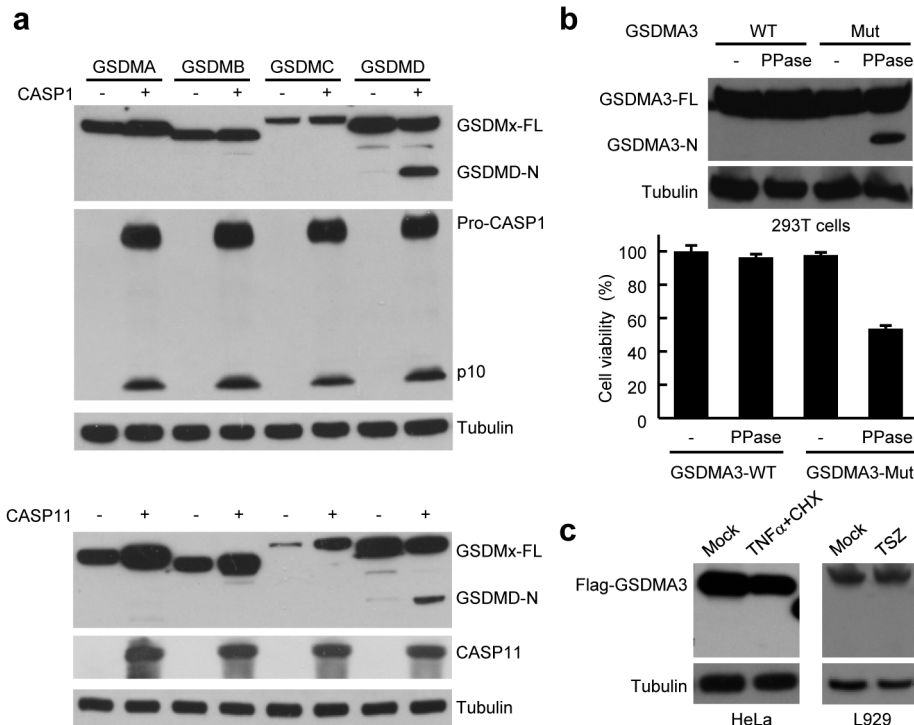 a
GSDMA GSDMB GSDMC GSDMD
CASP1 - + - + - + - +
GSDMx-FL
GSDMD-N
Pro-CASP1
p10
Tubulin
CASP11 - + - + - + - +
GSDMx-FL
GSDMD-N
CASP11
Tubulin
b
GSDMA3 WT Mut
- PPase - PPase
GSDMA3-FL
GSDMA3-N
Tubulin
293T cells
Cell viability (%)
100
80
60
40
20
0
- PPase - PPase
GSDMA3-WT GSDMA3-Mut
c
Mock TNFα+CHX Mock TSZ
Flag-GSDMA3
Tubulin
HeLa L929